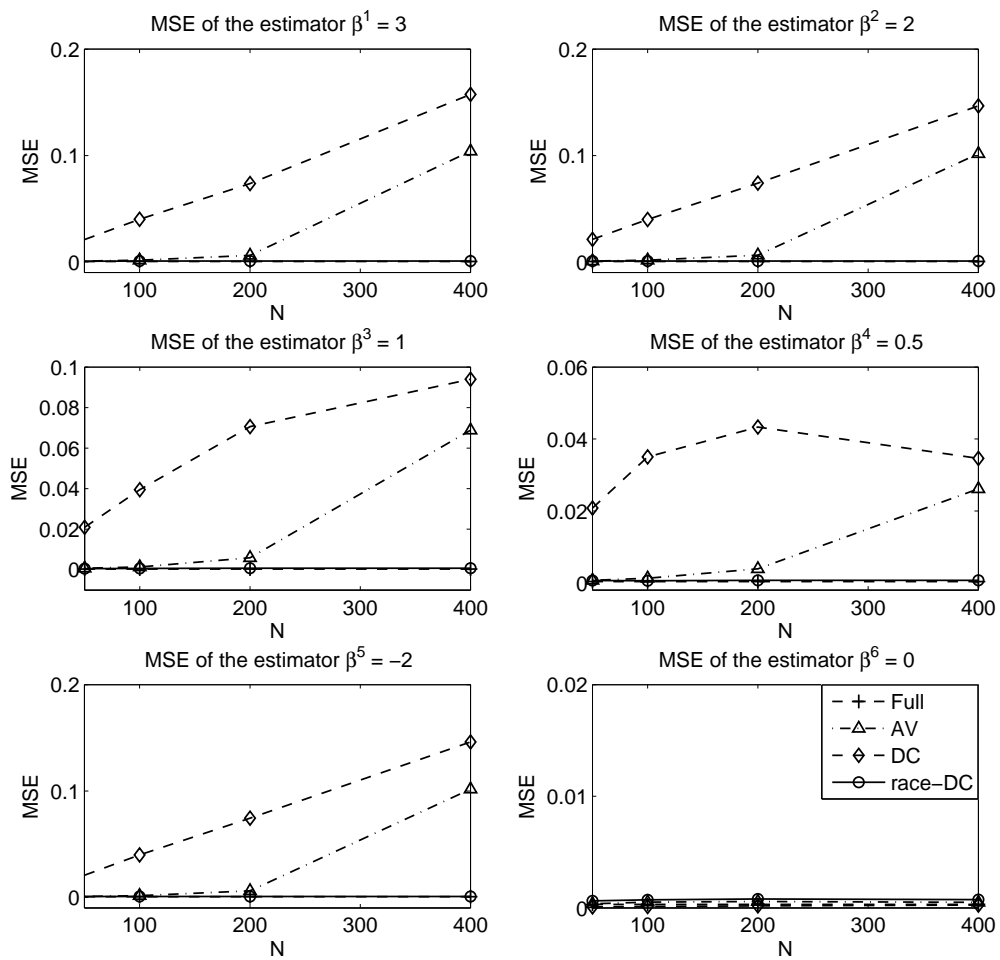 MSE of the estimator β¹ = 3
MSE
0.2
0.1
0
100 200 300 400
N
MSE of the estimator β² = 2
MSE
0.2
0.1
0
100 200 300 400
N
MSE of the estimator β³ = 1
MSE
0.1
0.08
0.06
0.04
0.02
0
100 200 300 400
N
MSE of the estimator β⁴ = 0.5
MSE
0.06
0.04
0.02
0
100 200 300 400
N
MSE of the estimator β⁵ = −2
MSE
0.2
0.1
0
100 200 300 400
N
MSE of the estimator β⁶ = 0
MSE
0.02
0.01
0
100 200 300 400
N
Full
AV
DC
race−DC